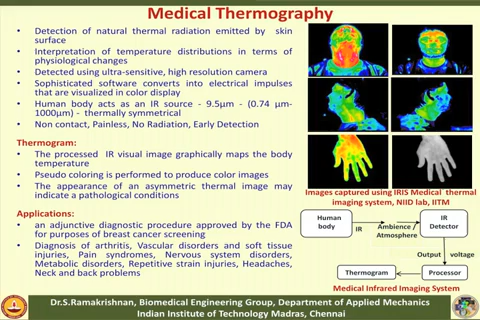 Medical Thermography
• Detection of natural thermal radiation emitted by skin
surface
• Interpretation of temperature distributions in terms of
physiological changes
• Detected using ultra-sensitive, high resolution camera
• Sophisticated software converts into electrical impulses
that are visualized in color display
• Human body acts as an IR source - 9.5µm - (0.74 µm-
1000µm) - thermally symmetrical
• Non contact, Painless, No Radiation, Early Detection
Thermogram:
• The processed IR visual image graphically maps the body
temperature
• Pseudo coloring is performed to produce color images
• The appearance of an asymmetric thermal image may
indicate a pathological conditions
Applications:
• an adjunctive diagnostic procedure approved by the FDA
for purposes of breast cancer screening
• Diagnosis of arthritis, Vascular disorders and soft tissue
injuries, Pain syndromes, Nervous system disorders,
Metabolic disorders, Repetitive strain injuries, Headaches,
Neck and back problems
Images captured using IRIS Medical thermal
imaging system, NIID lab, IITM
Human
body
IR
Ambience /
Atmosphere
IR
Detector
Output voltage
Thermogram
Processor
Medical Infrared Imaging System
Dr.S.Ramakrishnan, Biomedical Engineering Group, Department of Applied Mechanics
Indian Institute of Technology Madras, Chennai